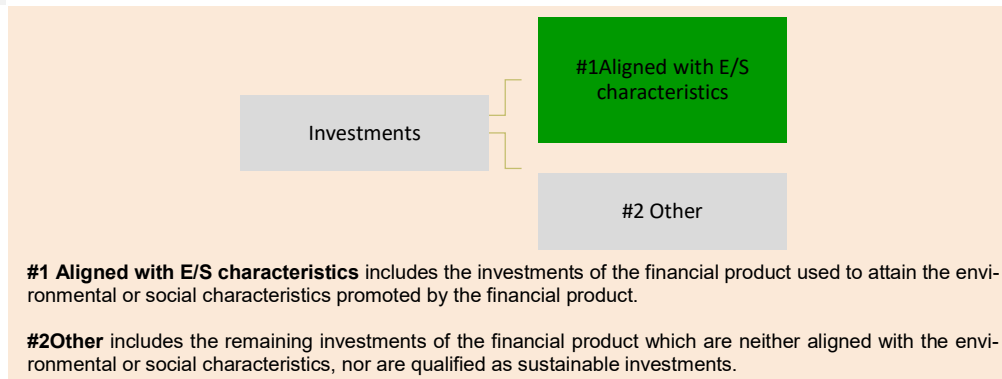 #1Aligned with E/S
characteristics
Investments
#2 Other
#1 Aligned with E/S characteristics includes the investments of the financial product used to attain the envi-
ronmental or social characteristics promoted by the financial product.
#2Other includes the remaining investments of the financial product which are neither aligned with the envi-
ronmental or social characteristics, nor are qualified as sustainable investments.